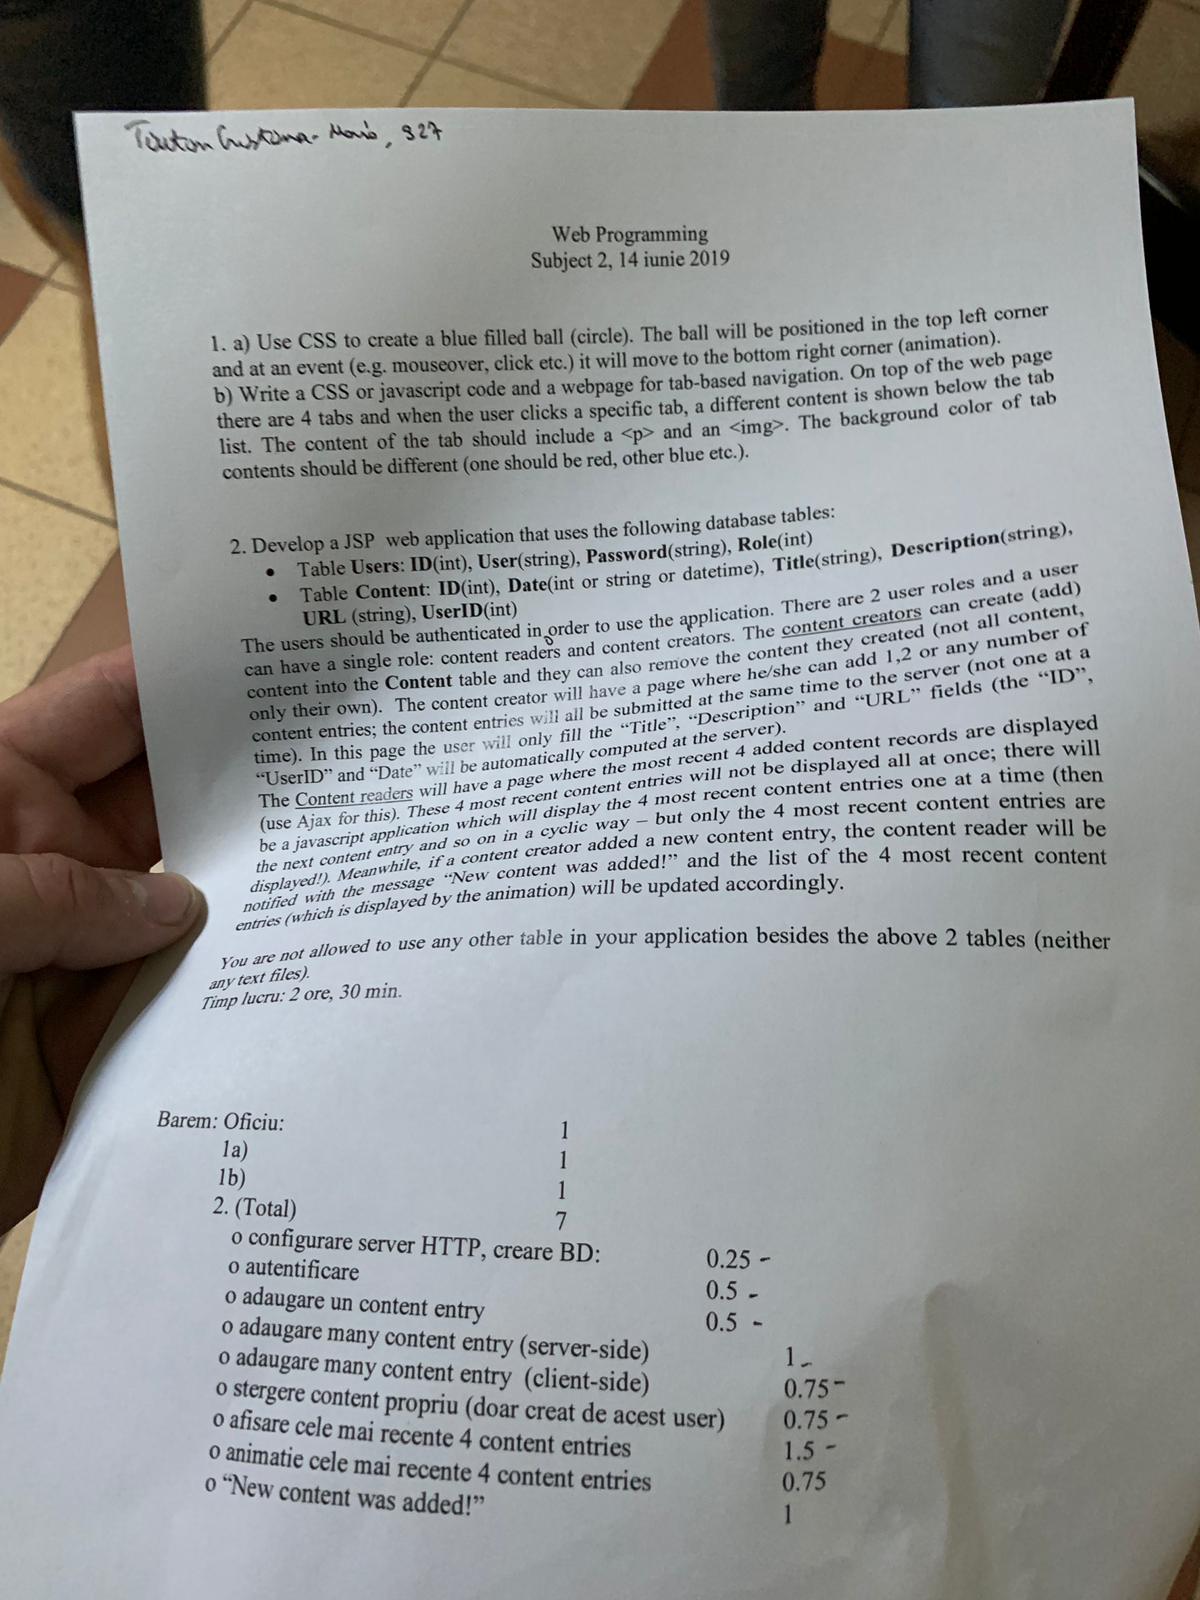 327
Web Programming
Subject 2, 14 iunie 2019
1. a) Use CSS to create a blue filled ball (circle). The ball will be positioned in the top left corner
and at an event (e.g. mouseover, click etc.) it will move to the bottom right corner (animation).
b) Write a CSS or javascript code and a webpage for tab-based navigation. On top of the web page
there are 4 tabs and when the user clicks a specific tab, a different content is shown below the tab
list. The content of the tab should include a <p> and an <img>. The background color of tab
contents should be different (one should be red, other blue etc.).
2. Develop a JSP web application that uses the following database tables:
• Table Users: ID(int), User(string), Password(string), Role(int)
• Table Content: ID(int), Date(int or string or datetime), Title(string), Description(string),
URL (string), UserID(int)
The users should be authenticated in order to use the application. There are 2 user roles and a user
can have a single role: content readers and content creators. The content creators can create (add)
content into the Content table and they can also remove the content they created (not all content,
only their own). The content creator will have a page where he/she can add 1,2 or any number of
content entries; the content entries will all be submitted at the same time to the server (not one at a
time). In this page the user will only fill the “Title”, “Description” and “URL” fields (the “ID”,
“UserID” and “Date” will be automatically computed at the server).
The Content readers will have a page where the most recent 4 added content records are displayed
(use Ajax for this). These 4 most recent content entries will not be displayed all at once; there will
be a javascript application which will display the 4 most recent content entries one at a time (then
the next content entry and so on in a cyclic way – but only the 4 most recent content entries are
displayed!). Meanwhile, if a content creator added a new content entry, the content reader will be
notified with the message “New content was added!” and the list of the 4 most recent content
entries (which is displayed by the animation) will be updated accordingly.
You are not allowed to use any other table in your application besides the above 2 tables (neither
any text files).
Timp lucru: 2 ore, 30 min.
Barem: Oficiu: 1
1a) 1
1b) 1
2. (Total) 7
o configurare server HTTP, creare BD: 0.25 -
o autentificare 0.5 -
o adaugare un content entry 0.5 -
o adaugare many content entry (server-side) 1 -
o adaugare many content entry (client-side) 0.75 -
o stergere content propriu (doar creat de acest user) 0.75 -
o afisare cele mai recente 4 content entries 1.5 -
o animatie cele mai recente 4 content entries 0.75
o “New content was added!” 1